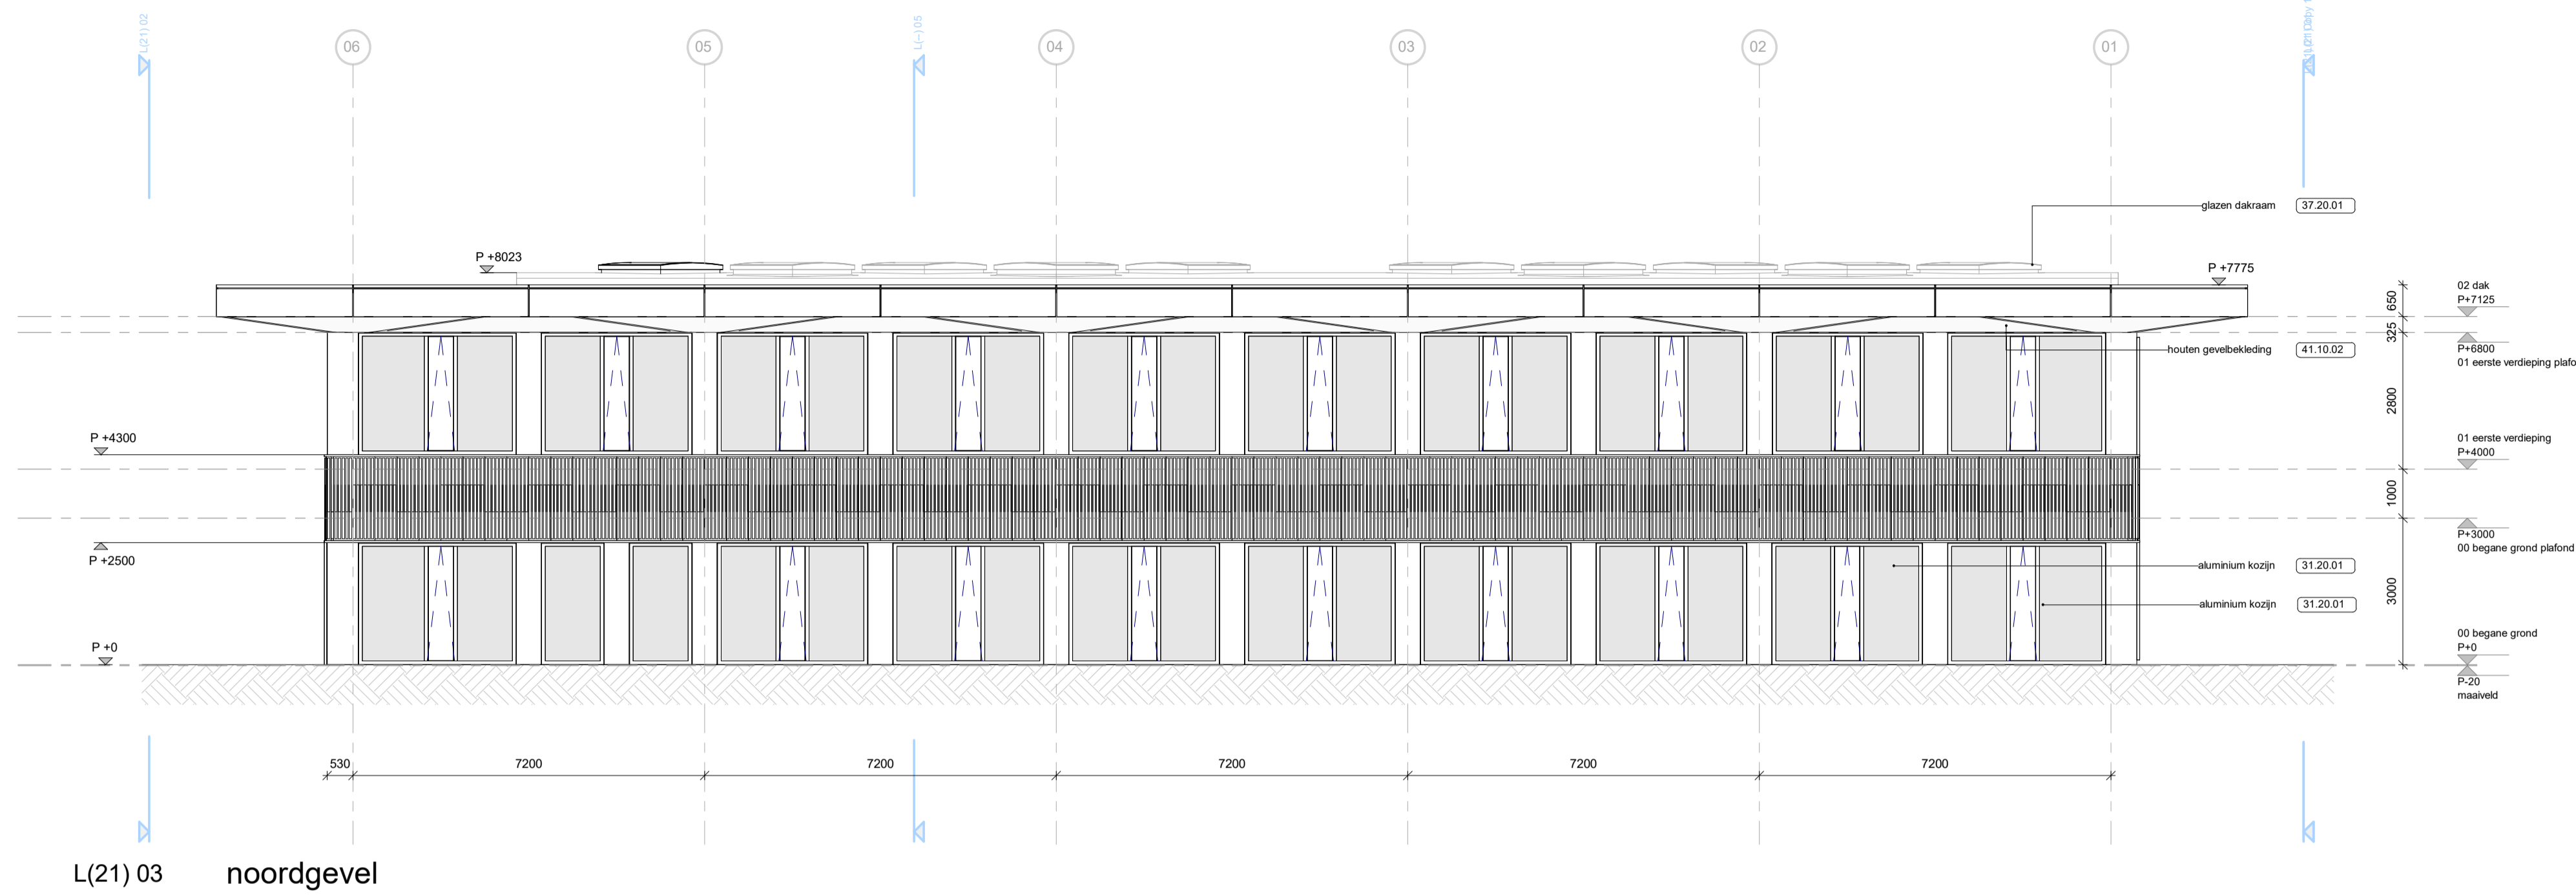 L(21) 02
L(--) 05
06
05
04
03
02
01
glazen dakraam
37.20.01
P +8023
P +7775
02 dak
P+7125
650
325
houten gevelbekleding
41.10.02
P+6800
01 eerste verdieping plafo
2800
P +4300
01 eerste verdieping
P+4000
1000
P+3000
00 begane grond plafond
P +2500
aluminium kozijn
31.20.01
3000
aluminium kozijn
31.20.01
P +0
00 begane grond
P+0
P-20
maaiveld
530
7200
7200
7200
7200
7200
L(21) 03
noordgevel